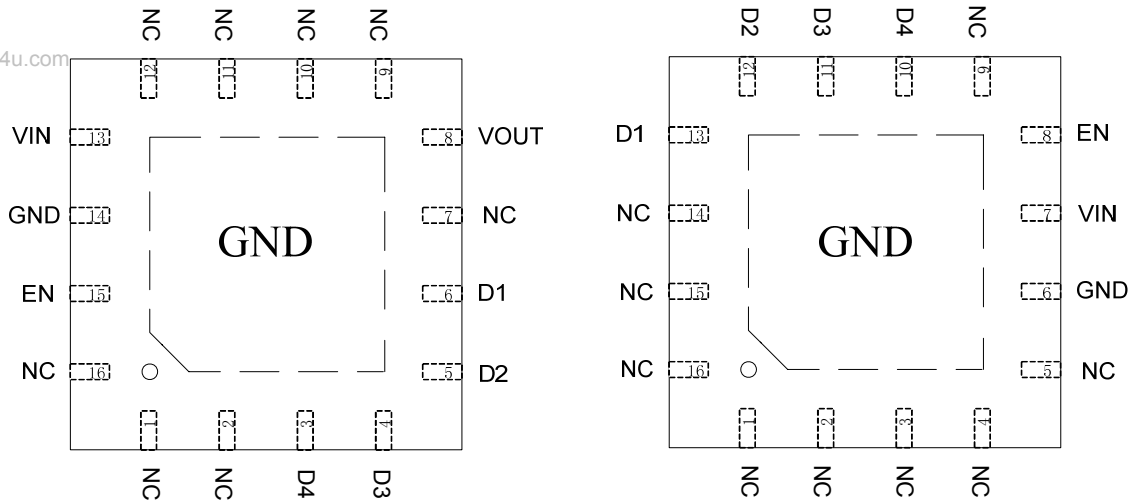 NC NC NC NC D2 D3 D4 NC
4u.com
12 11 10 9 12 11 10 9
VIN 13 8 VOUT D1 13 8 EN
GND 14 7 NC NC 14 7 VIN
GND GND
EN 15 6 D1 NC 15 6 GND
NC 16 5 D2 NC 16 5 NC
1 2 3 4 1 2 3 4
NC NC D4 D3 NC NC NC NC